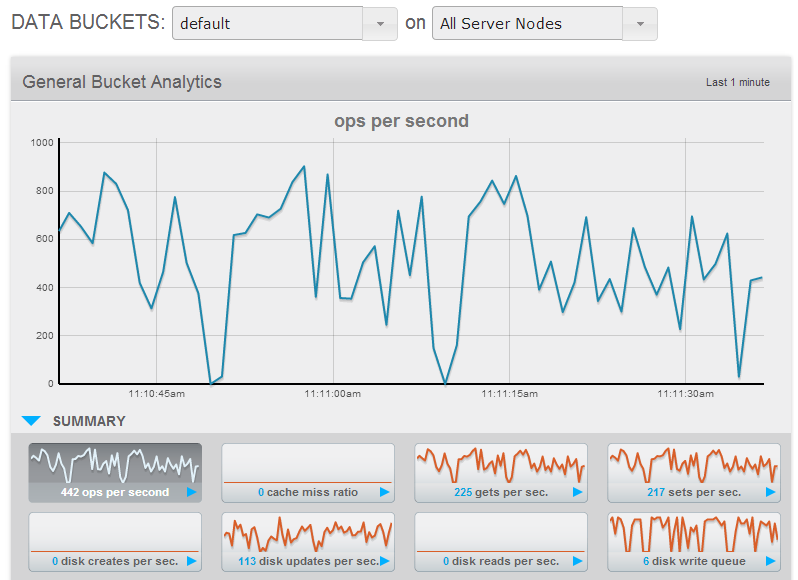 DATA BUCKETS: default on All Server Nodes
General Bucket Analytics Last 1 minute
ops per second
1000
800
600
400
200
0
11:10:45am 11:11:00am 11:11:15am 11:11:30am
SUMMARY
442 ops per second 0 cache miss ratio 225 gets per sec. 217 sets per sec.
0 disk creates per sec. 113 disk updates per sec. 0 disk reads per sec. 6 disk write queue